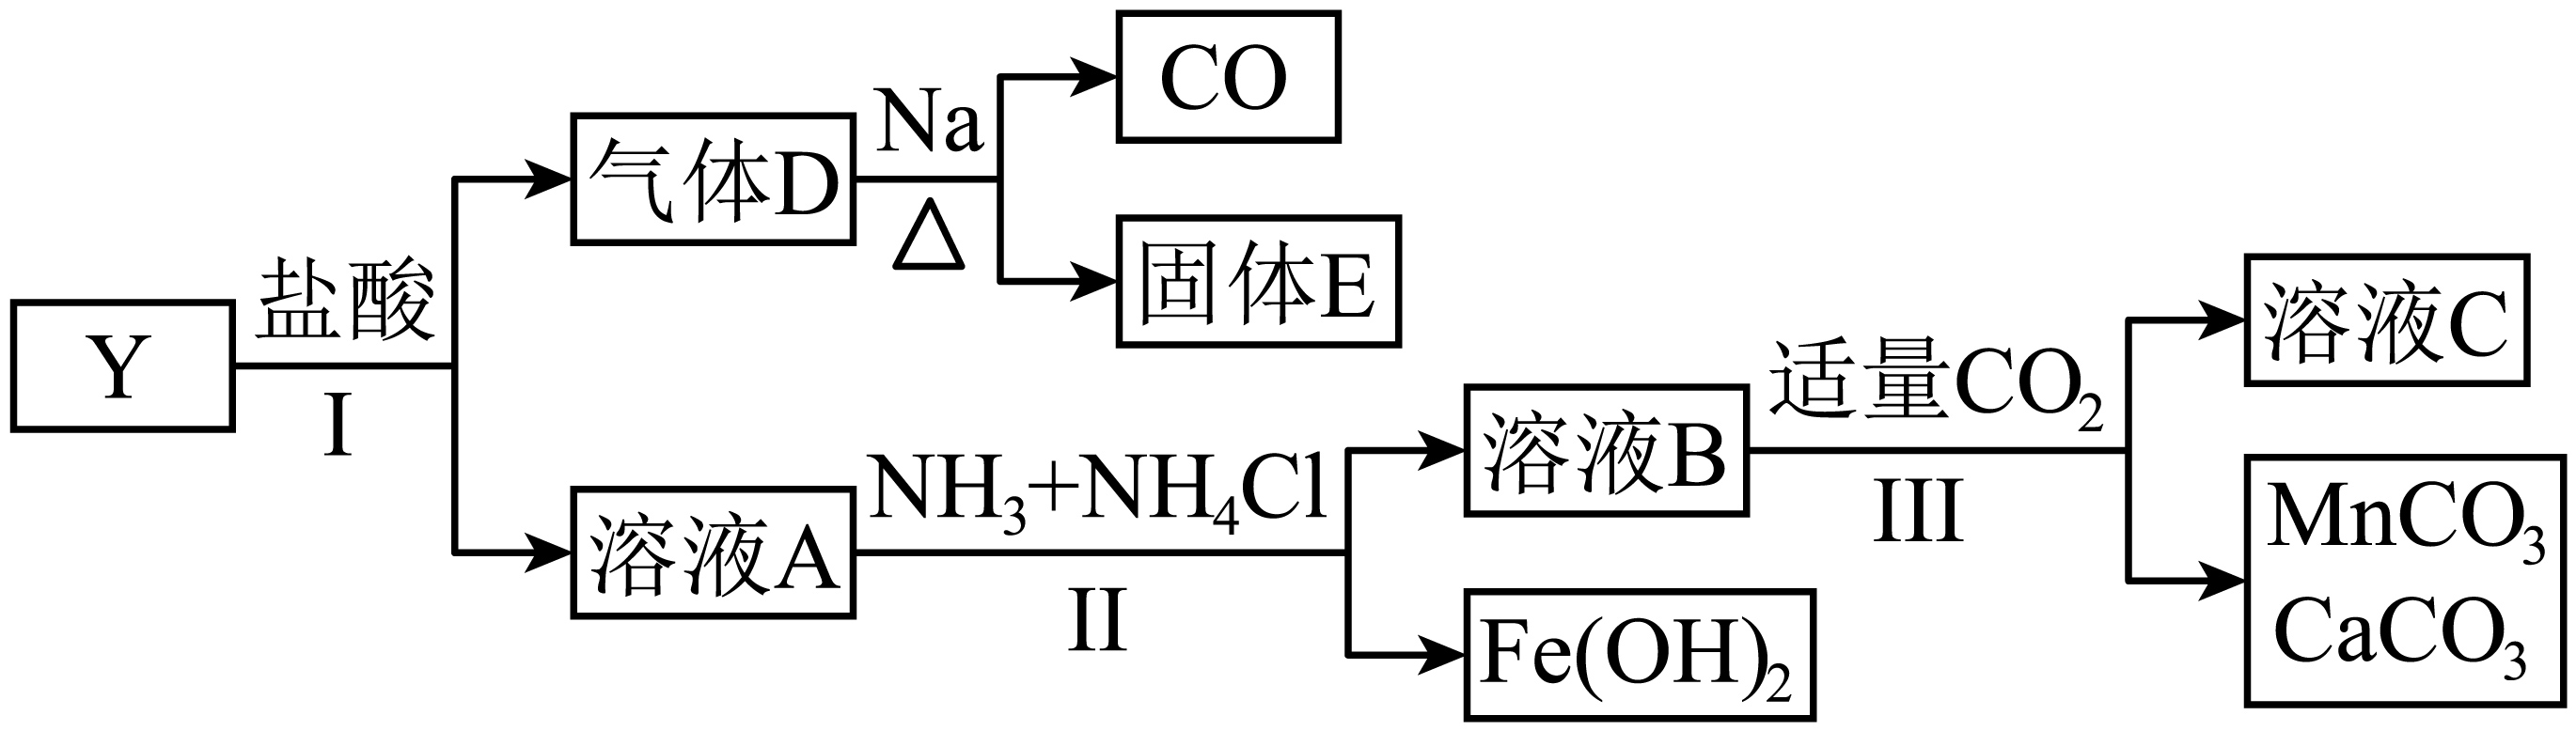 Y
盐酸
I
气体D
Na
△
CO
固体E
溶液A
NH₃+NH₄Cl
II
溶液B
Fe(OH)₂
适量CO₂
III
溶液C
MnCO₃
CaCO₃